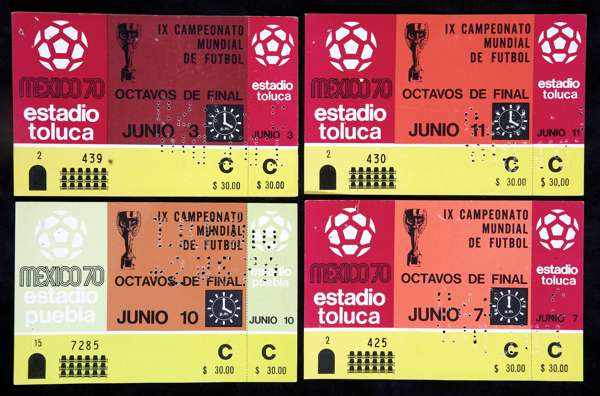 MEXICO 70
estadio
toluca
IX CAMPEONATO
MUNDIAL
DE FUTBOL
OCTAVOS DE FINAL
JUNIO 3
estadio
toluca
JUNIO 3
2 439
C C
$ 30.00 $ 30.00
MEXICO 70
estadio
toluca
IX CAMPEONATO
MUNDIAL
DE FUTBOL
OCTAVOS DE FINAL
JUNIO 11
estadio
toluca
JUNIO 11
2 430
C C
$ 30.00 $ 30.00
MEXICO 70
estadio
puebla
IX CAMPEONATO
MUNDIAL
DE FUTBOL
OCTAVOS DE FINAL
JUNIO 10
estadio
puebla
JUNIO 10
15 7285
C C
$ 30.00 $ 30.00
MEXICO 70
estadio
toluca
IX CAMPEONATO
MUNDIAL
DE FUTBOL
OCTAVOS DE FINAL
JUNIO 7
estadio
toluca
JUNIO 7
2 425
C C
$ 30.00 $ 30.00